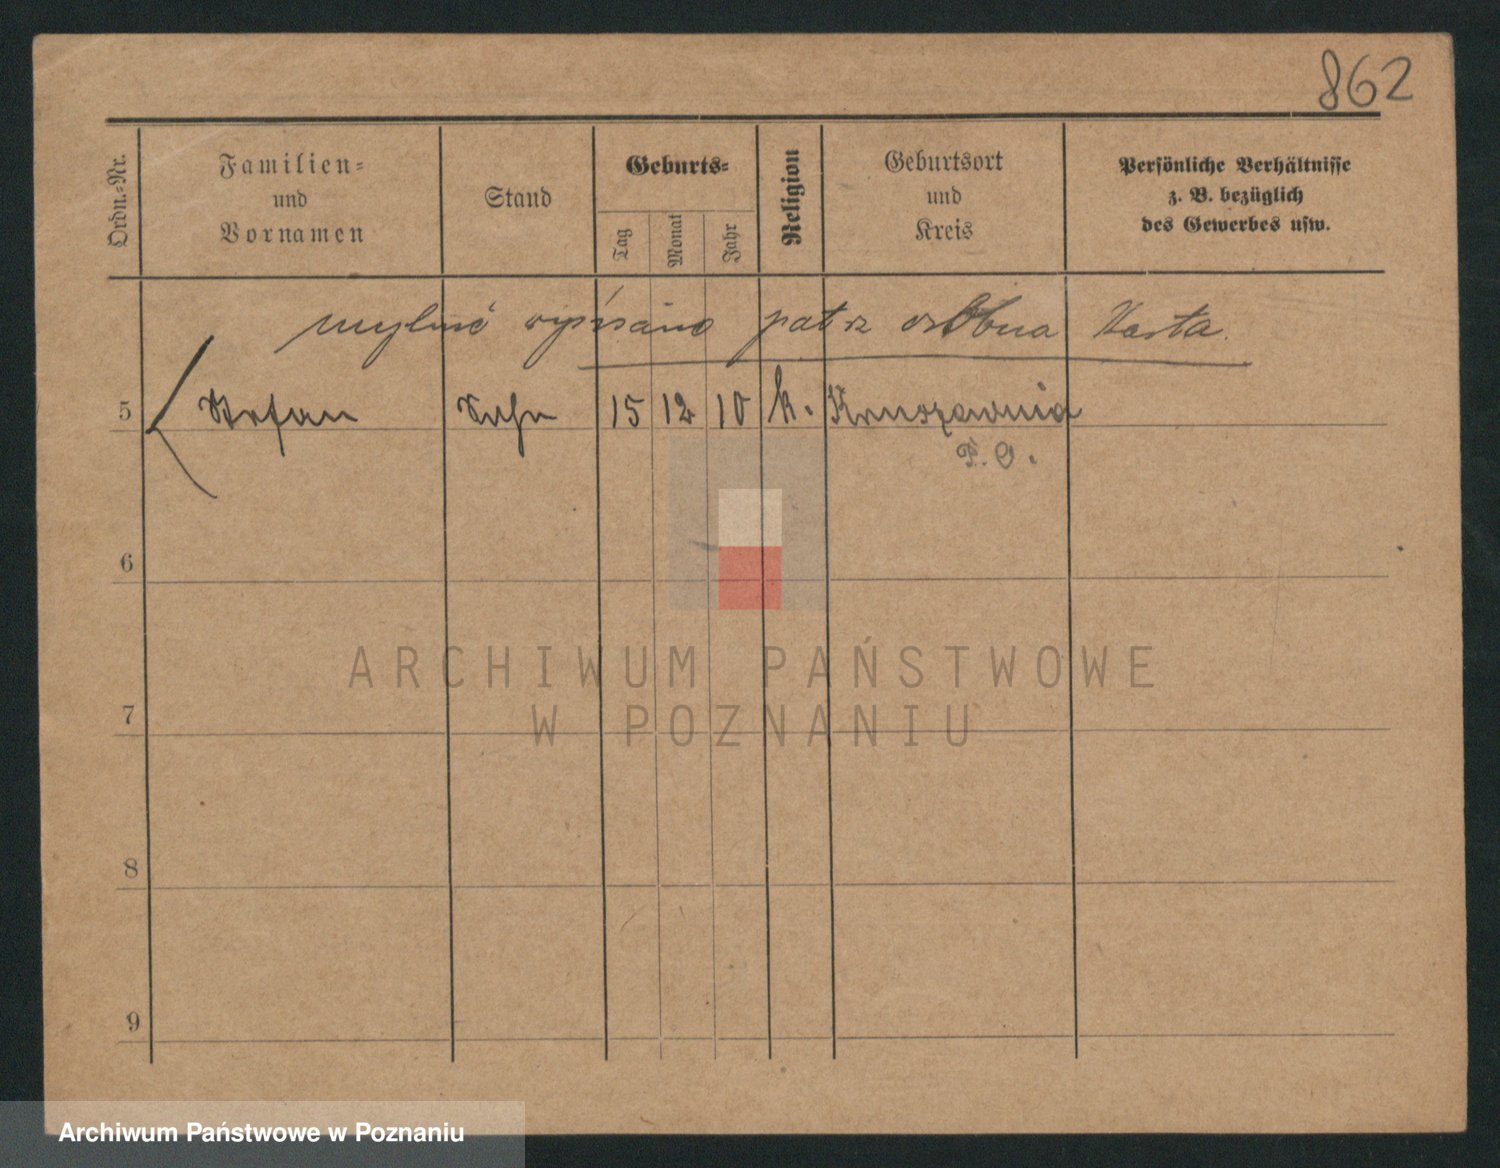 862
Ordn.-Nr.
Familien-
und
Vornamen
Stand
Geburts-
Tag
Monat
Jahr
Religion
Geburtsort
und
Kreis
Persönliche Verhältnisse
z. B. bezüglich
des Gewerbes usw.
mylnie wpisano patrz osobna Karta.
5 Stefan Sohn 15 12 10 k. Kruszewnia
P. O.
6
ARCHIWUM PAŃSTWOWE
W POZNANIU
7
8
9
Archiwum Państwowe w Poznaniu